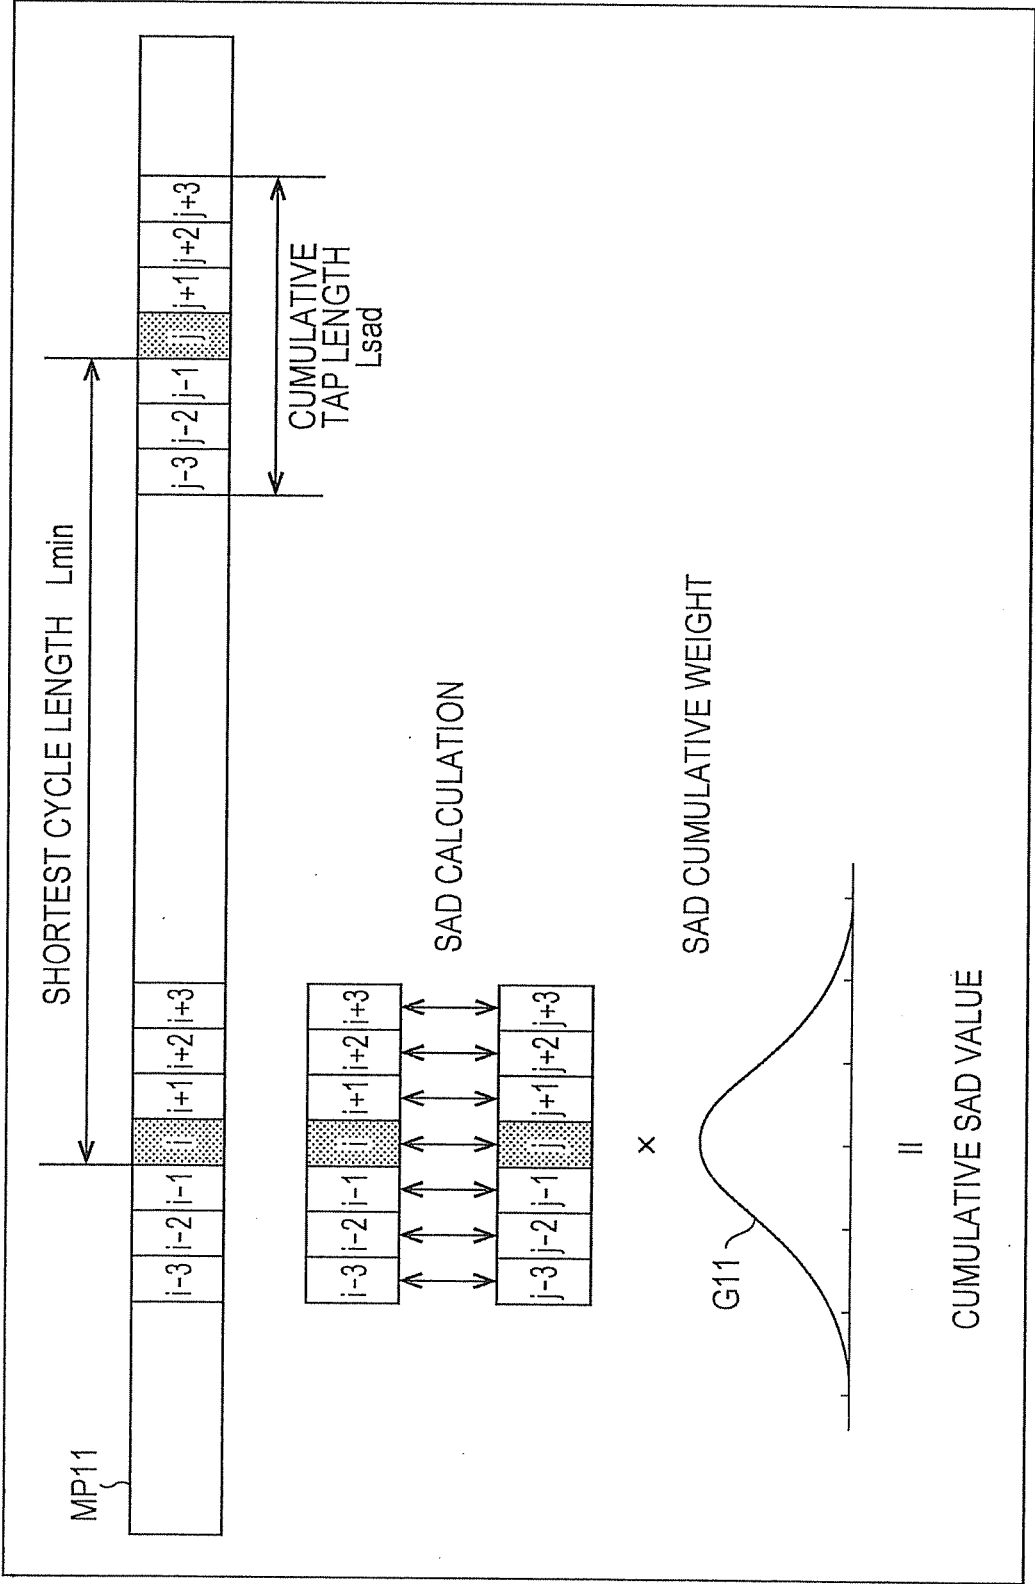 SHORTEST CYCLE LENGTH Lmin
MP11
i-3 i-2 i-1 i i+1 i+2 i+3 j-3 j-2 j-1 j j+1 j+2 j+3
CUMULATIVE
TAP LENGTH
Lsad
i-3 i-2 i-1 i i+1 i+2 i+3
SAD CALCULATION
j-3 j-2 j-1 j j+1 j+2 j+3
×
SAD CUMULATIVE WEIGHT
G11
=
CUMULATIVE SAD VALUE